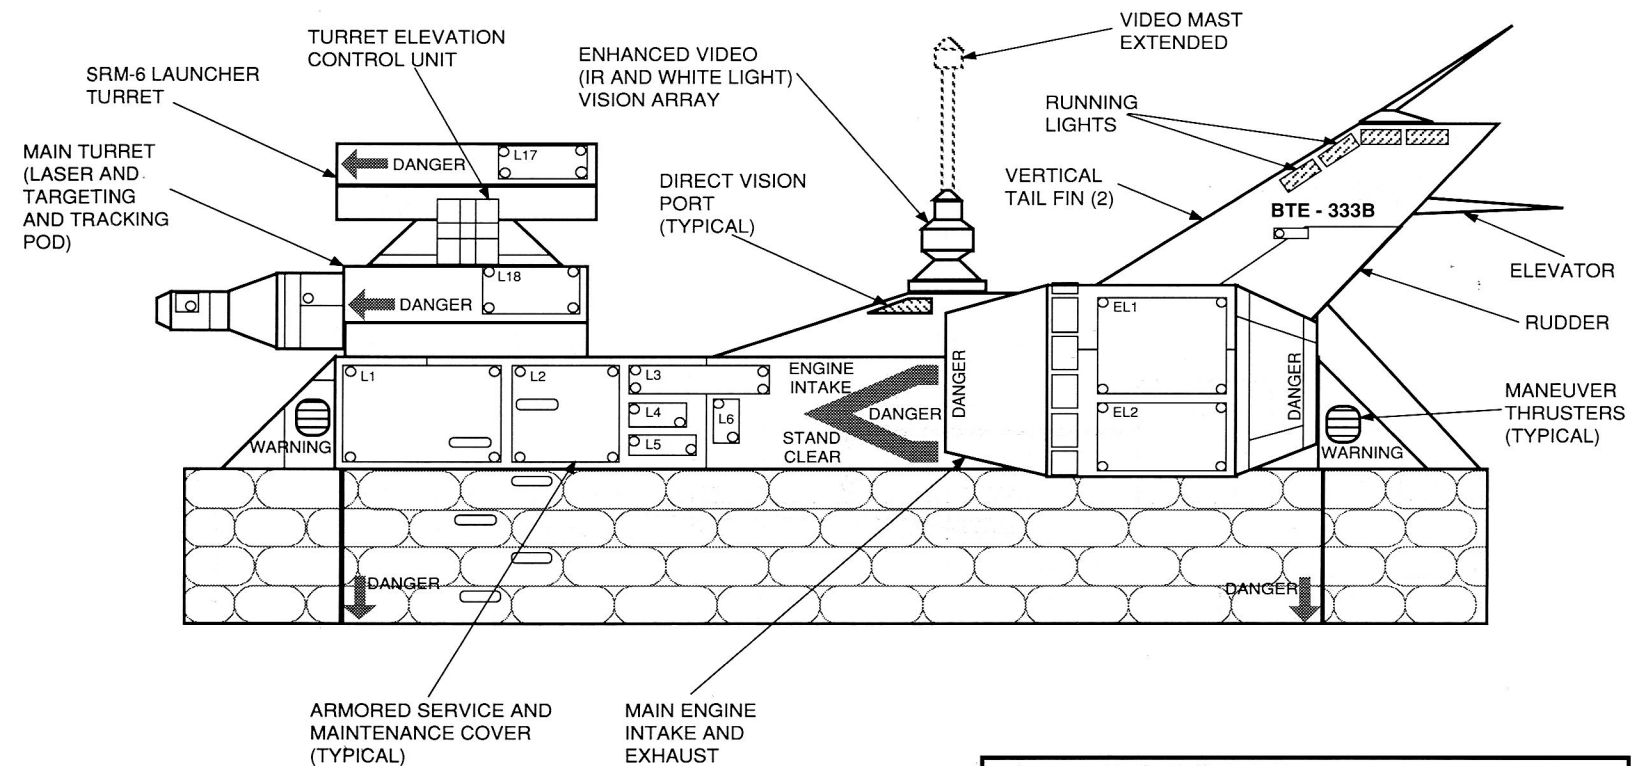 VIDEO MAST
EXTENDED
TURRET ELEVATION
CONTROL UNIT
ENHANCED VIDEO
(IR AND WHITE LIGHT)
VISION ARRAY
SRM-6 LAUNCHER
TURRET
RUNNING
LIGHTS
MAIN TURRET
(LASER AND
TARGETING
AND TRACKING
POD)
DANGER
L17
DIRECT VISION
PORT
(TYPICAL)
VERTICAL
TAIL FIN (2)
BTE - 333B
ELEVATOR
L18
DANGER
RUDDER
EL1
L1
L2
L3
L4
L5
L6
ENGINE
INTAKE
DANGER
STAND
CLEAR
DANGER
EL2
DANGER
MANEUVER
THRUSTERS
(TYPICAL)
WARNING
WARNING
DANGER
DANGER
ARMORED SERVICE AND
MAINTENANCE COVER
(TYPICAL)
MAIN ENGINE
INTAKE AND
EXHAUST